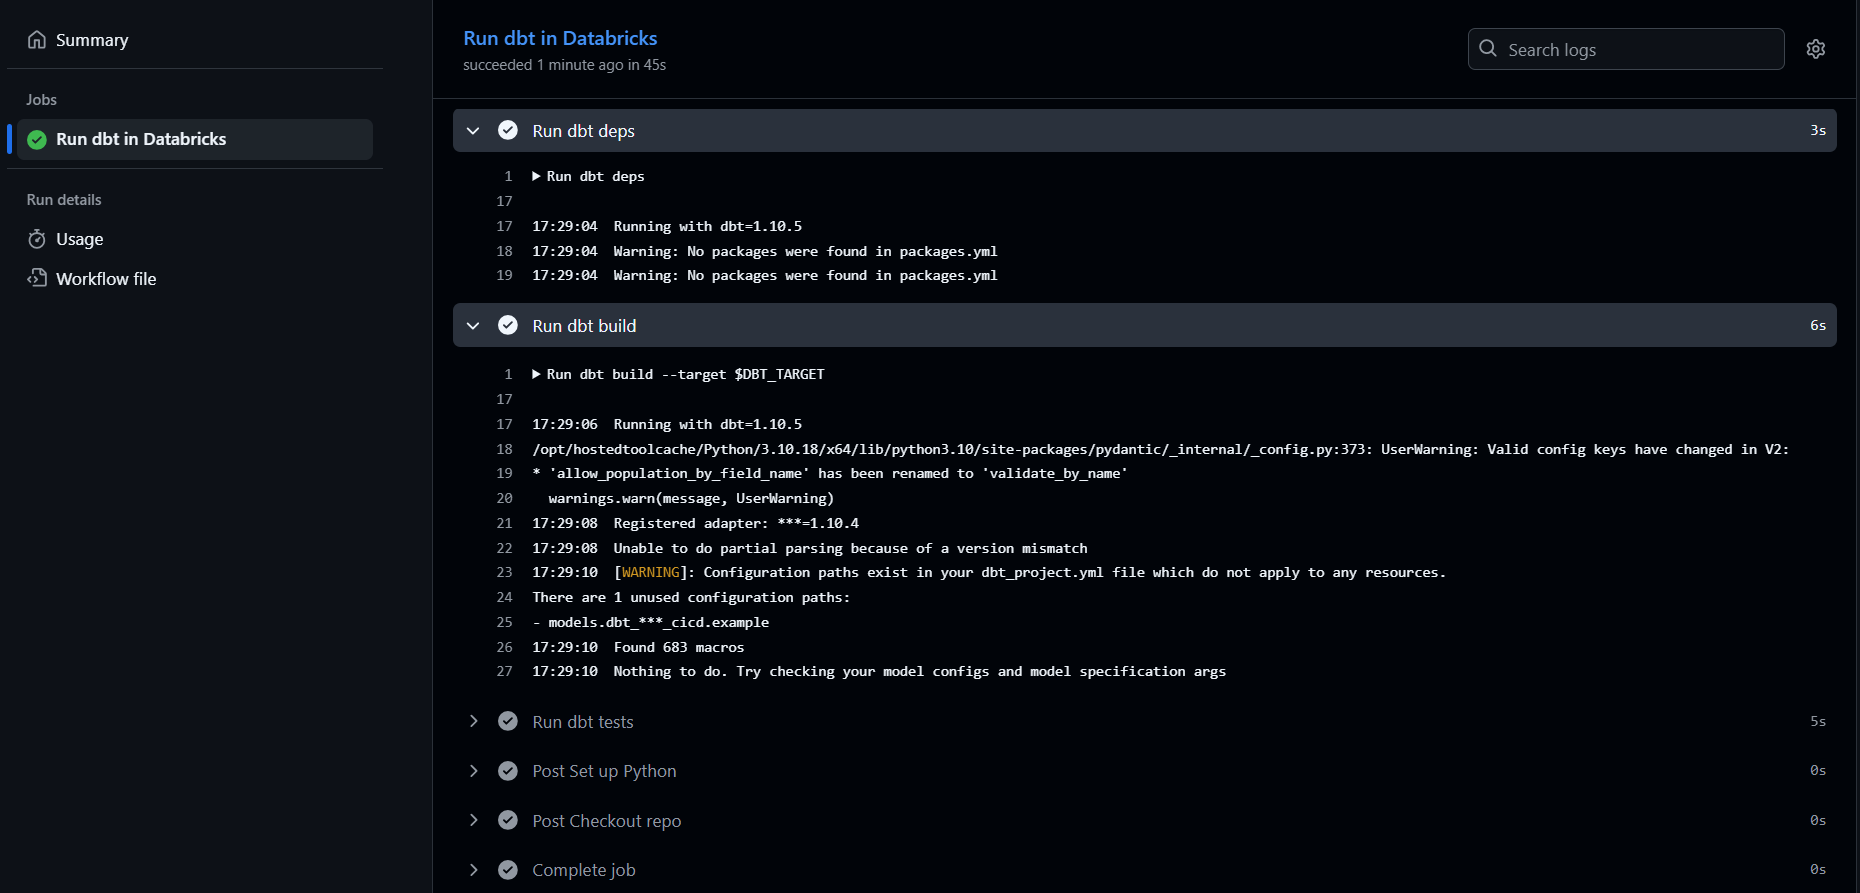 Summary
Jobs
Run dbt in Databricks
Run details
Usage
Workflow file
Run dbt in Databricks
succeeded 1 minute ago in 45s
Search logs
Run dbt deps 3s
1 Run dbt deps
17
17 17:29:04 Running with dbt=1.10.5
18 17:29:04 Warning: No packages were found in packages.yml
19 17:29:04 Warning: No packages were found in packages.yml
Run dbt build 6s
1 Run dbt build --target $DBT_TARGET
17
17 17:29:06 Running with dbt=1.10.5
18 /opt/hostedtoolcache/Python/3.10.18/x64/lib/python3.10/site-packages/pydantic/_internal/_config.py:373: UserWarning: Valid config keys have changed in V2:
19 * 'allow_population_by_field_name' has been renamed to 'validate_by_name'
20 warnings.warn(message, UserWarning)
21 17:29:08 Registered adapter: ***=1.10.4
22 17:29:08 Unable to do partial parsing because of a version mismatch
23 17:29:10 [WARNING]: Configuration paths exist in your dbt_project.yml file which do not apply to any resources.
24 There are 1 unused configuration paths:
25 - models.dbt_***_cicd.example
26 17:29:10 Found 683 macros
27 17:29:10 Nothing to do. Try checking your model configs and model specification args
Run dbt tests 5s
Post Set up Python 0s
Post Checkout repo 0s
Complete job 0s